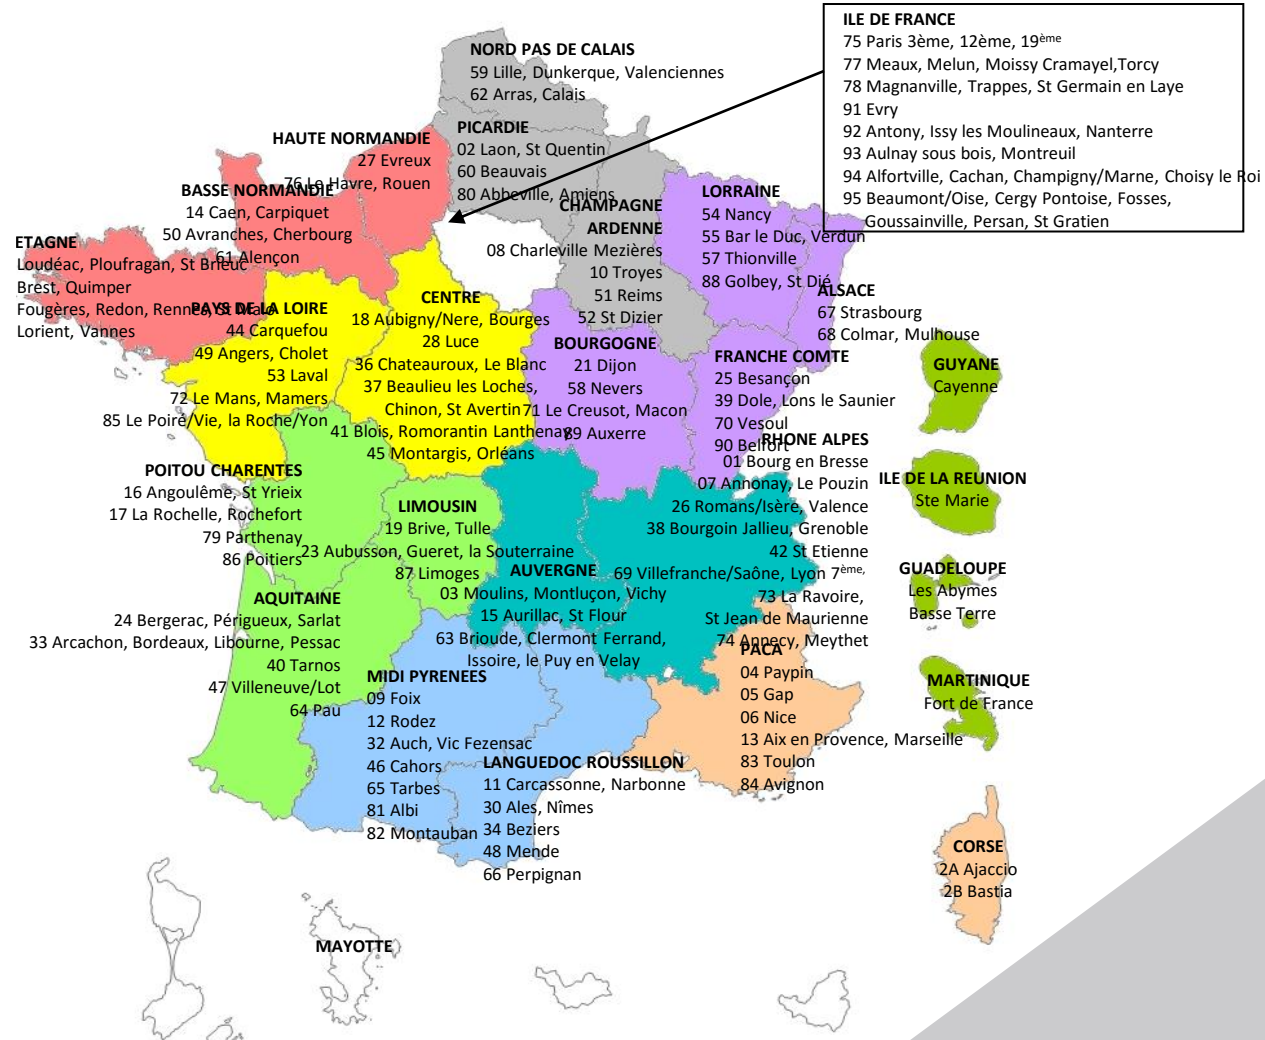 ILE DE FRANCE
75 Paris 3ème, 12ème, 19ème
77 Meaux, Melun, Moissy Cramayel,Torcy
78 Magnanville, Trappes, St Germain en Laye
91 Evry
92 Antony, Issy les Moulineaux, Nanterre
93 Aulnay sous bois, Montreuil
94 Alfortville, Cachan, Champigny/Marne, Choisy le Roi
95 Beaumont/Oise, Cergy Pontoise, Fosses,
Goussainville, Persan, St Gratien
NORD PAS DE CALAIS
59 Lille, Dunkerque, Valenciennes
62 Arras, Calais
PICARDIE
02 Laon, St Quentin
60 Beauvais
80 Abbeville, Amiens
HAUTE NORMANDIE
27 Evreux
76 Le Havre, Rouen
BASSE NORMANDIE
14 Caen, Carpiquet
50 Avranches, Cherbourg
61 Alençon
CHAMPAGNE
ARDENNE
08 Charleville Mezières
10 Troyes
51 Reims
52 St Dizier
LORRAINE
54 Nancy
55 Bar le Duc, Verdun
57 Thionville
88 Golbey, St Dié
ALSACE
67 Strasbourg
68 Colmar, Mulhouse
ETAGNE
Loudéac, Ploufragan, St Brieuc
Brest, Quimper
Fougères, Redon, Rennes, St Malo
Lorient, Vannes
PAYS DE LA LOIRE
44 Carquefou
49 Angers, Cholet
53 Laval
72 Le Mans, Mamers
85 Le Poiré/Vie, la Roche/Yon
CENTRE
18 Aubigny/Nere, Bourges
28 Luce
36 Chateauroux, Le Blanc
37 Beaulieu les Loches,
Chinon, St Avertin
41 Blois, Romorantin Lanthenay
45 Montargis, Orléans
BOURGOGNE
21 Dijon
58 Nevers
71 Le Creusot, Macon
89 Auxerre
FRANCHE COMTE
25 Besançon
39 Dole, Lons le Saunier
70 Vesoul
90 Belfort
RHONE ALPES
01 Bourg en Bresse
07 Annonay, Le Pouzin
26 Romans/Isère, Valence
38 Bourgoin Jallieu, Grenoble
42 St Etienne
69 Villefranche/Saône, Lyon 7ème,
73 La Ravoire,
St Jean de Maurienne
74 Annecy, Meythet
POITOU CHARENTES
16 Angoulême, St Yrieix
17 La Rochelle, Rochefort
79 Parthenay
86 Poitiers
LIMOUSIN
19 Brive, Tulle
23 Aubusson, Gueret, la Souterraine
87 Limoges
AUVERGNE
03 Moulins, Montluçon, Vichy
15 Aurillac, St Flour
63 Brioude, Clermont Ferrand,
Issoire, le Puy en Velay
AQUITAINE
24 Bergerac, Périgueux, Sarlat
33 Arcachon, Bordeaux, Libourne, Pessac
40 Tarnos
47 Villeneuve/Lot
64 Pau
MIDI PYRENEES
09 Foix
12 Rodez
32 Auch, Vic Fezensac
46 Cahors
65 Tarbes
81 Albi
82 Montauban
LANGUEDOC ROUSSILLON
11 Carcassonne, Narbonne
30 Ales, Nîmes
34 Beziers
48 Mende
66 Perpignan
PACA
04 Paypin
05 Gap
06 Nice
13 Aix en Provence, Marseille
83 Toulon
84 Avignon
GUYANE
Cayenne
ILE DE LA REUNION
Ste Marie
GUADELOUPE
Les Abymes
Basse Terre
MARTINIQUE
Fort de France
CORSE
2A Ajaccio
2B Bastia
MAYOTTE